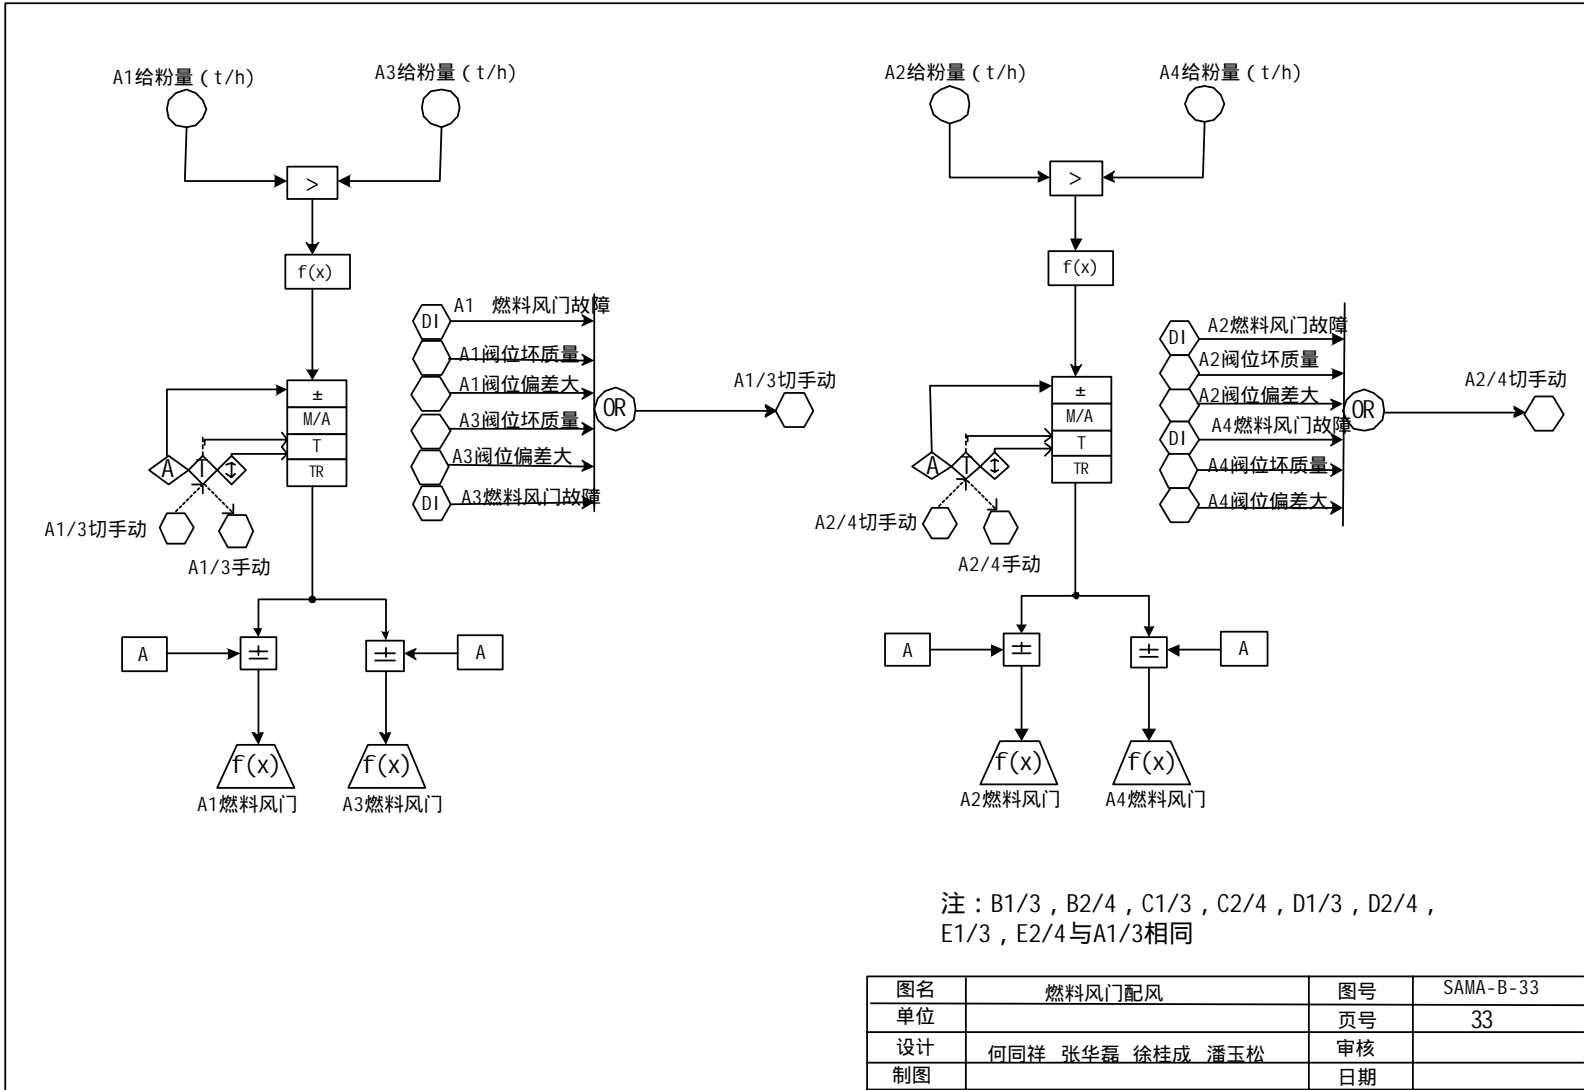 A1给粉量（t/h)
A3给粉量（t/h)
>
f(x)
±
M/A
T
TR
A T
A1/3切手动
A1/3手动
DI A1 燃料风门故障
A1阀位坏质量
A1阀位偏差大
A3阀位坏质量
A3阀位偏差大
DI A3燃料风门故障
OR
A1/3切手动
A ± ± A
f(x) f(x)
A1燃料风门 A3燃料风门
A2给粉量（t/h)
A4给粉量（t/h)
>
f(x)
±
M/A
T
TR
A T
A2/4切手动
A2/4手动
DI A2燃料风门故障
A2阀位坏质量
A2阀位偏差大
DI A4燃料风门故障
A4阀位坏质量
A4阀位偏差大
OR
A2/4切手动
A ± ± A
f(x) f(x)
A2燃料风门 A4燃料风门
注：B1/3，B2/4，C1/3，C2/4，D1/3，D2/4，
E1/3，E2/4与A1/3相同
图名 燃料风门配风 图号 SAMA-B-33
单位 页号 33
设计 何同祥 张华磊 徐桂成 潘玉松 审核
制图 日期